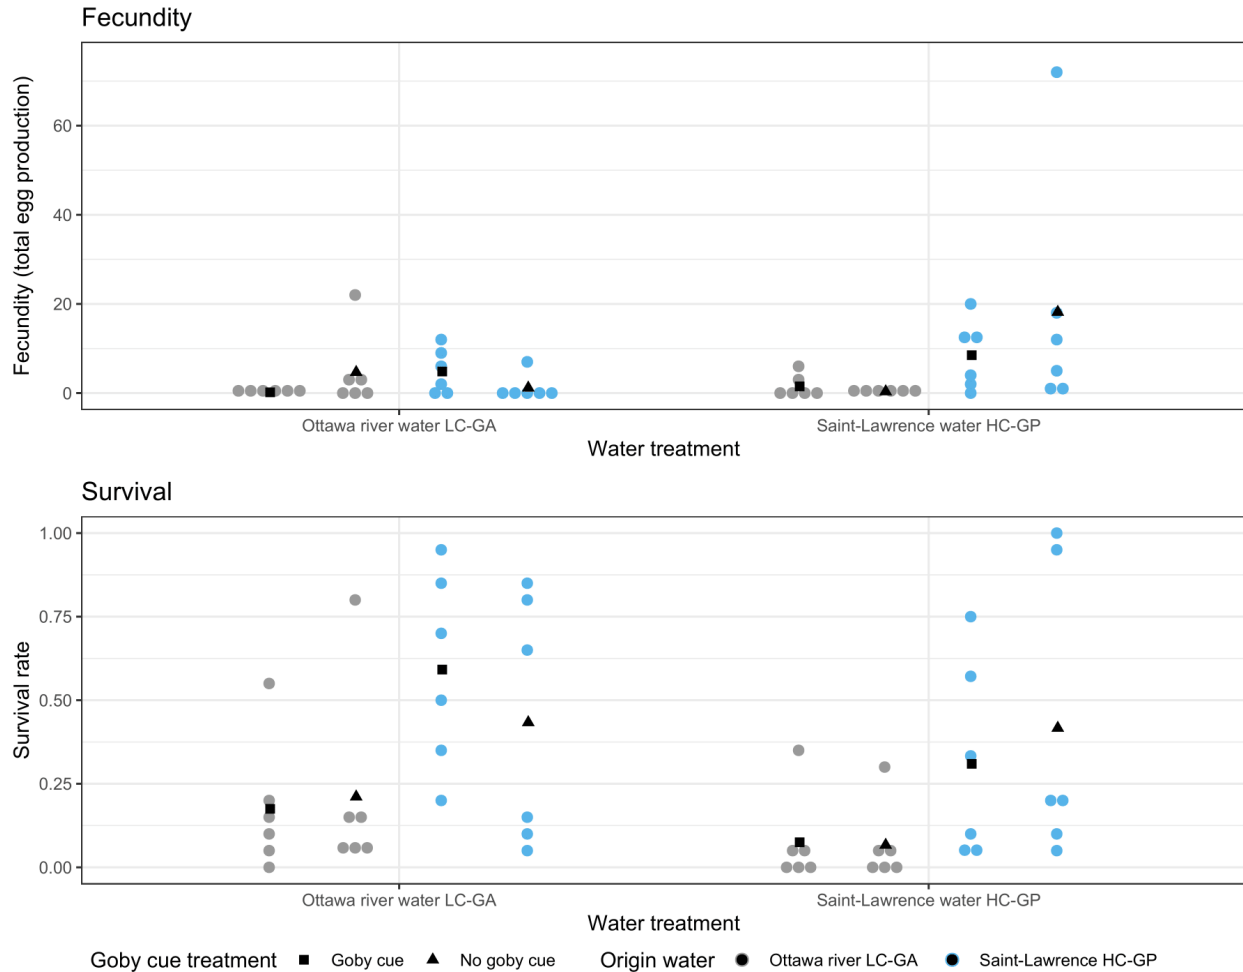 Fecundity
Fecundity (total egg production)
60
40
20
0
Ottawa river water LC-GA
Saint-Lawrence water HC-GP
Water treatment
Survival
Survival rate
1.00
0.75
0.50
0.25
0.00
Ottawa river water LC-GA
Saint-Lawrence water HC-GP
Water treatment
Goby cue treatment Goby cue No goby cue Origin water Ottawa river LC-GA Saint-Lawrence HC-GP